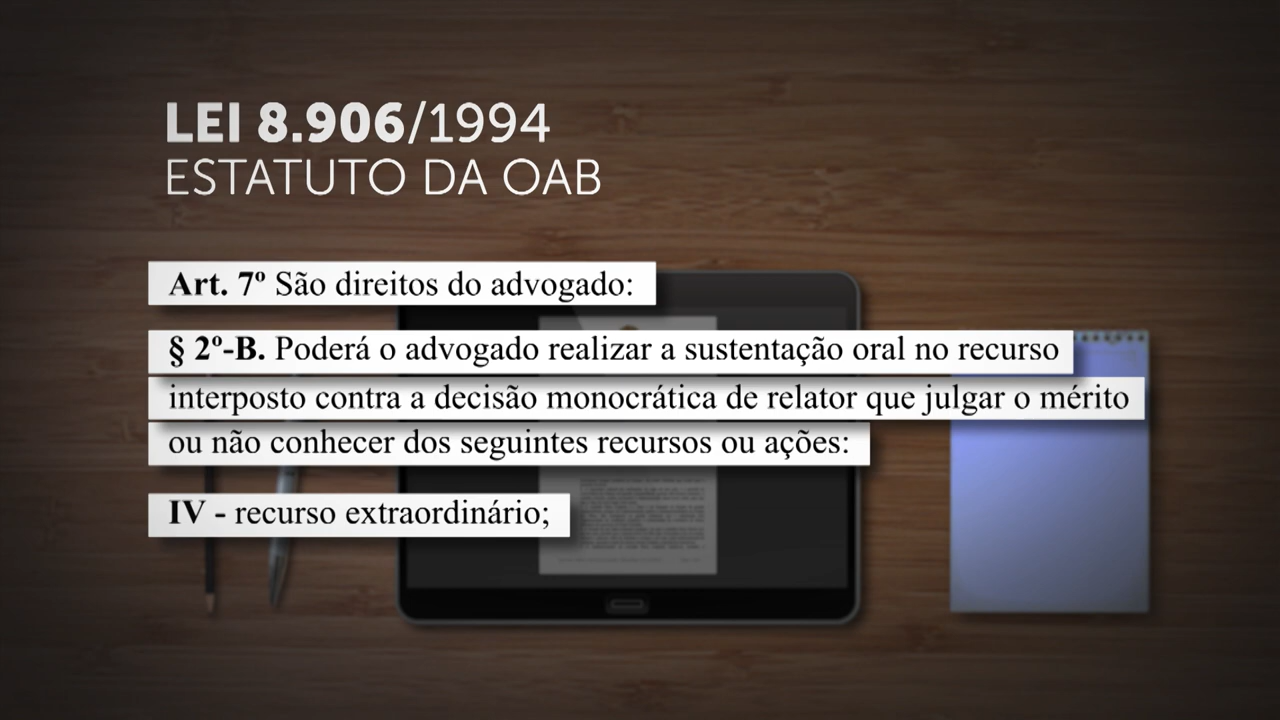 LEI 8.906/1994
ESTATUTO DA OAB
Art. 7º São direitos do advogado:
§ 2º-B. Poderá o advogado realizar a sustentação oral no recurso
interposto contra a decisão monocrática de relator que julgar o mérito
ou não conhecer dos seguintes recursos ou ações:
IV - recurso extraordinário;